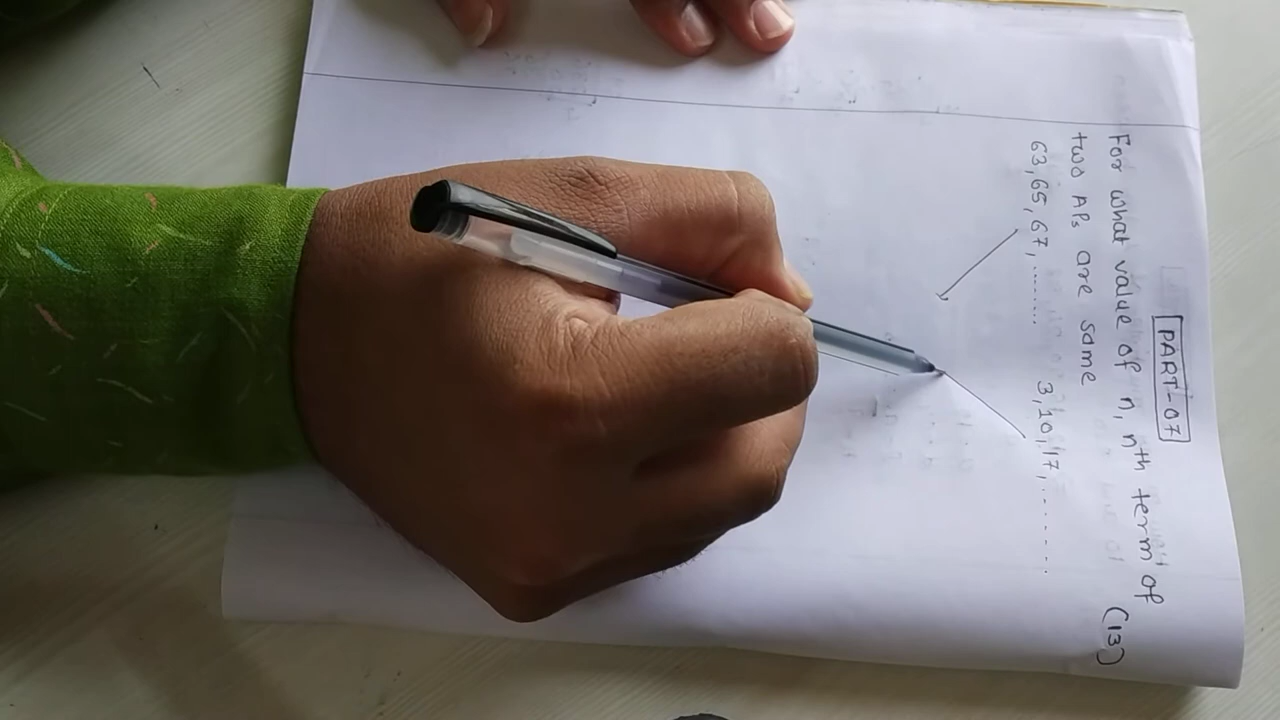 PART-07
For what value of n, nth term of
two APs are same (13)
63, 65, 67, ........ 3, 10, 17, ........